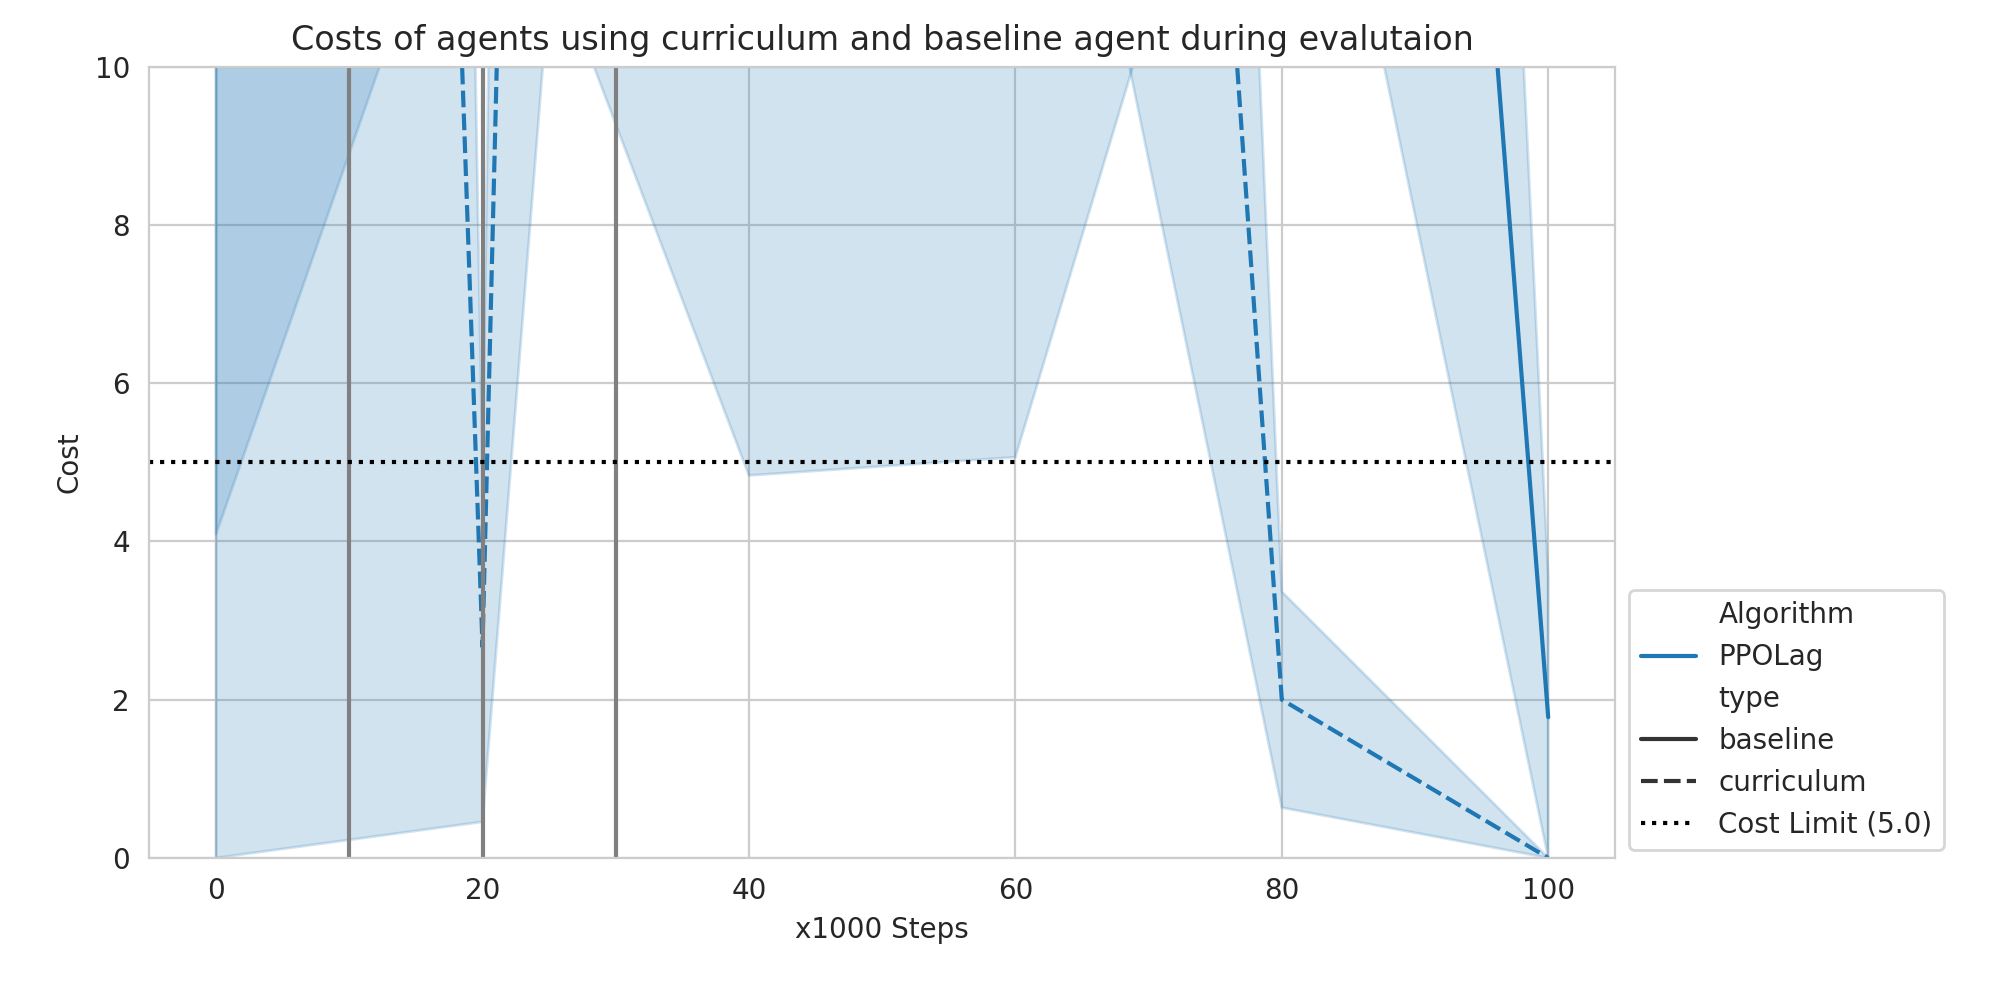 Costs of agents using curriculum and baseline agent during evalutaion
10
8
6
4
2
0
Cost
0 20 40 60 80 100
x1000 Steps
Algorithm
PPOLag
type
baseline
curriculum
Cost Limit (5.0)